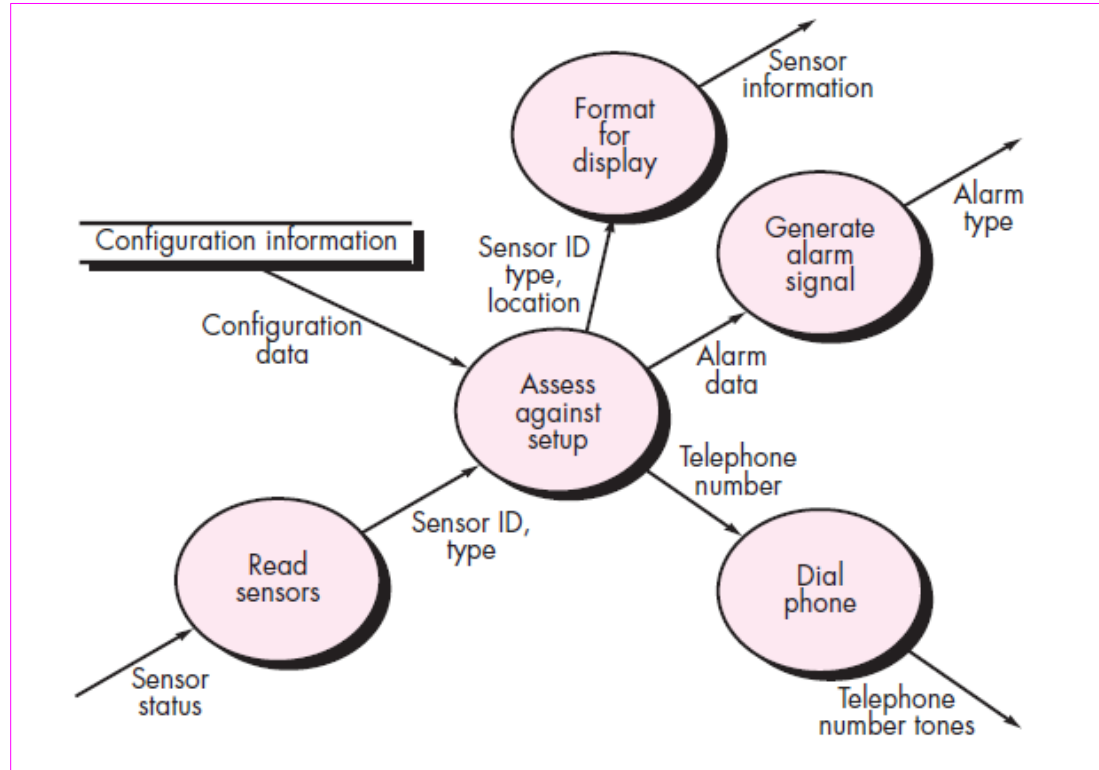 Sensor
information
Format
for
display
Alarm
type
Generate
alarm
signal
Configuration information
Sensor ID
type,
location
Configuration
data
Alarm
data
Assess
against
setup
Telephone
number
Sensor ID,
type
Read
sensors
Dial
phone
Sensor
status
Telephone
number tones